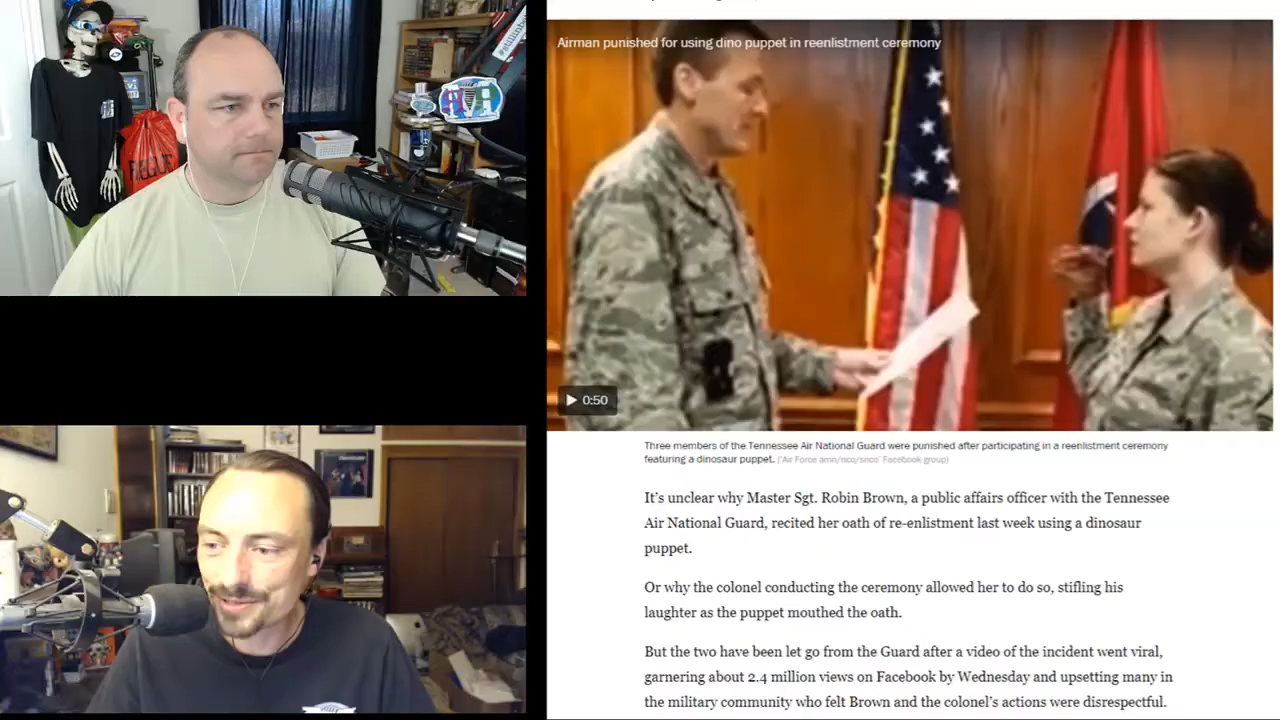 Airman punished for using dino puppet in reenlistment ceremony
0:50
Three members of the Tennessee Air National Guard were punished after participating in a reenlistment ceremony
featuring a dinosaur puppet. ('Air Force amn/nco/snco' Facebook group)
It's unclear why Master Sgt. Robin Brown, a public affairs officer with the Tennessee
Air National Guard, recited her oath of re-enlistment last week using a dinosaur
puppet.
Or why the colonel conducting the ceremony allowed her to do so, stifling his
laughter as the puppet mouthed the oath.
But the two have been let go from the Guard after a video of the incident went viral,
garnering about 2.4 million views on Facebook by Wednesday and upsetting many in
the military community who felt Brown and the colonel's actions were disrespectful.